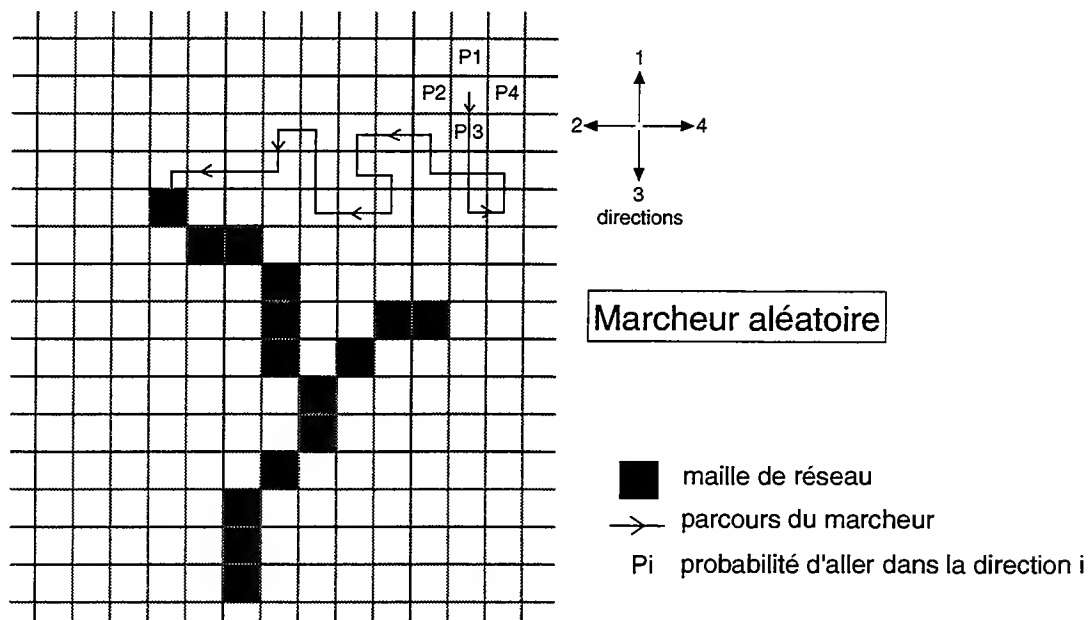 P1
P2
P4
P3
1
2
4
3
directions
Marcheur aléatoire
maille de réseau
parcours du marcheur
Pi probabilité d'aller dans la direction i